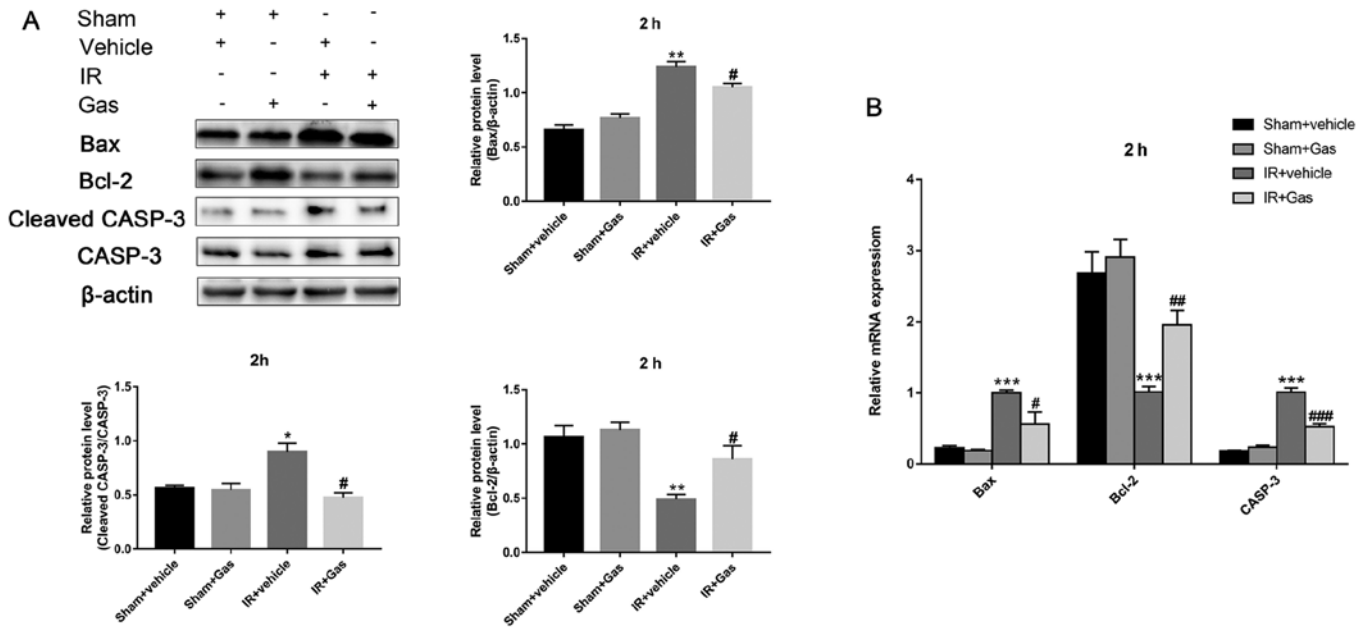 A
Sham + + - -
Vehicle + - + -
IR - - + +
Gas - + - +
Bax
Bcl-2
Cleaved CASP-3
CASP-3
β-actin
2 h
Relative protein level
(Bax/β-actin)
1.5
1.0
0.5
0.0
**
#
Sham+vehicle
Sham+Gas
IR+vehicle
IR+Gas
2h
Relative protein level
(Cleaved CASP-3/CASP-3)
1.5
1.0
0.5
0.0
*
#
Sham+vehicle
Sham+Gas
IR+vehicle
IR+Gas
2 h
Relative protein level
(Bcl-2/β-actin)
1.5
1.0
0.5
0.0
**
#
Sham+vehicle
Sham+Gas
IR+vehicle
IR+Gas
B
Sham+vehicle
Sham+Gas
IR+vehicle
IR+Gas
2 h
Relative mRNA expressiom
4
3
2
1
0
***
#
***
##
***
###
Bax
Bcl-2
CASP-3